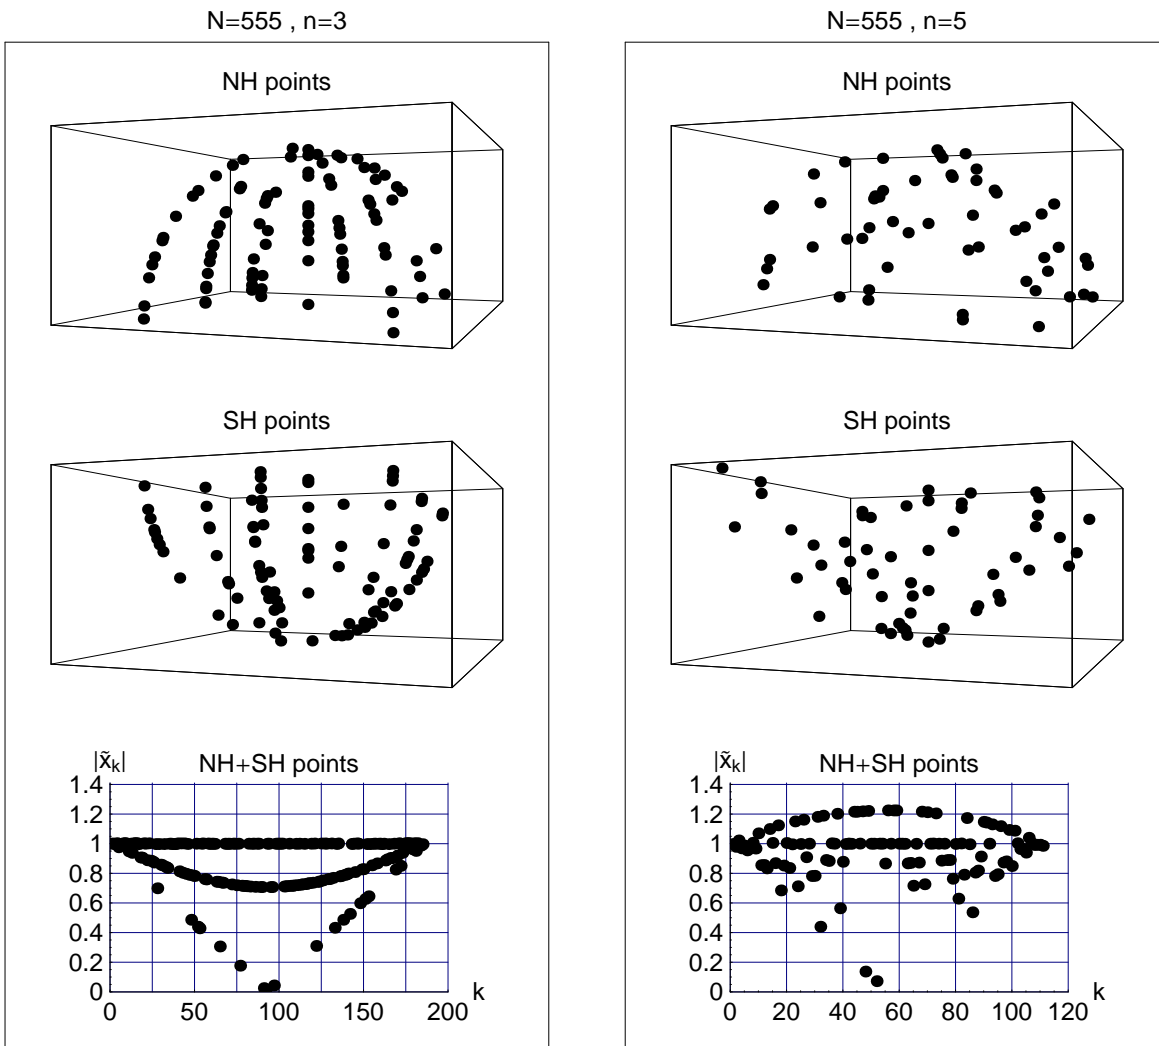 N=555 , n=3
NH points
SH points
NH+SH points
|x̃ₖ|
1.4
1.2
1
0.8
0.6
0.4
0.2
0
0 50 100 150 200
k
N=555 , n=5
NH points
SH points
NH+SH points
|x̃ₖ|
1.4
1.2
1
0.8
0.6
0.4
0.2
0
0 20 40 60 80 100 120
k